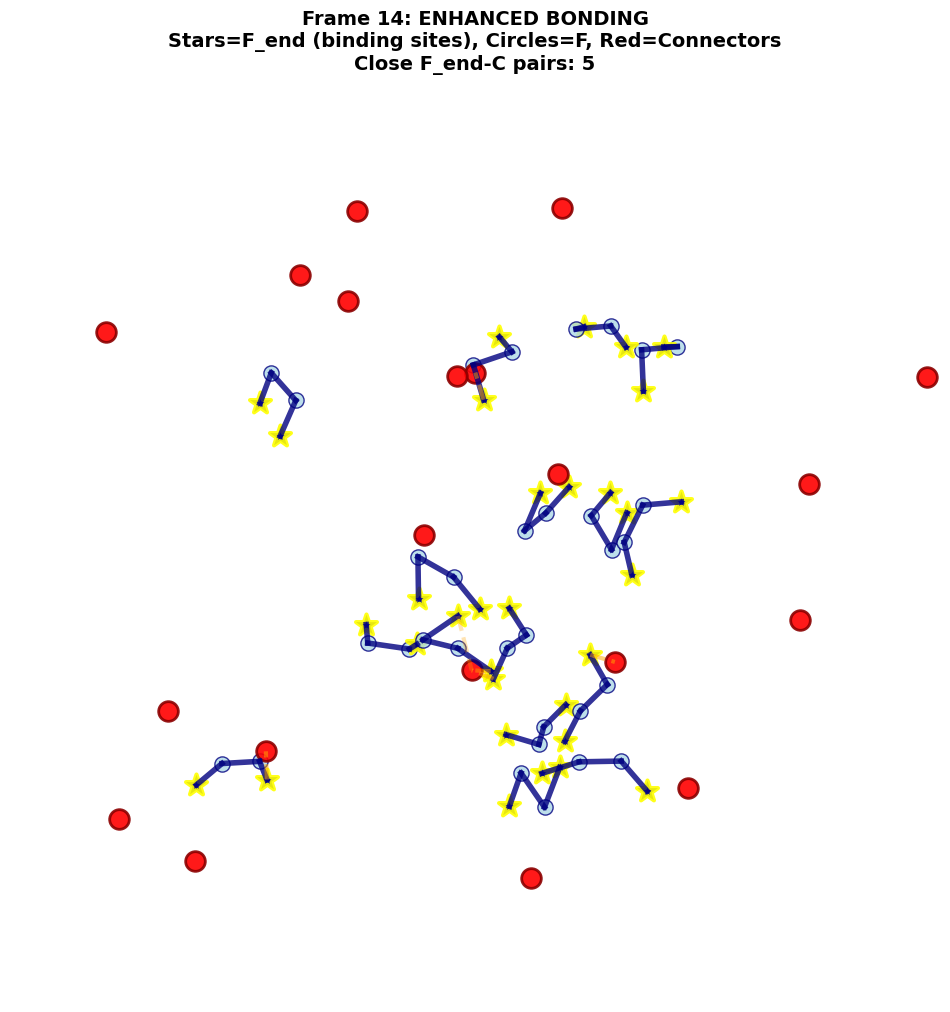 Frame 14: ENHANCED BONDING
Stars=F_end (binding sites), Circles=F, Red=Connectors
Close F_end-C pairs: 5